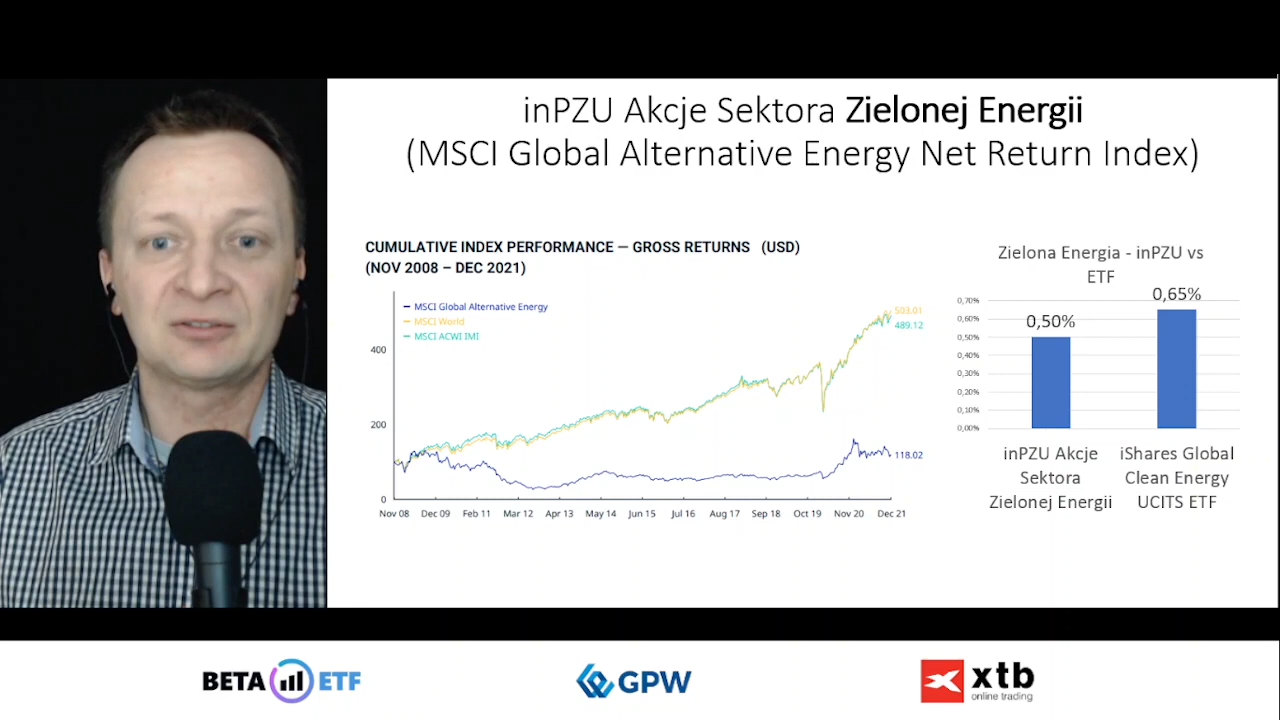 inPZU Akcje Sektora Zielonej Energii
(MSCI Global Alternative Energy Net Return Index)
CUMULATIVE INDEX PERFORMANCE — GROSS RETURNS (USD)
(NOV 2008 – DEC 2021)
MSCI Global Alternative Energy
MSCI World
MSCI ACWI IMI
503.01
489.12
118.02
400
200
0
Nov 08 Dec 09 Feb 11 Mar 12 Apr 13 May 14 Jun 15 Jul 16 Aug 17 Sep 18 Oct 19 Nov 20 Dec 21
Zielona Energia - inPZU vs
ETF
0,70%
0,60%
0,50%
0,40%
0,30%
0,20%
0,10%
0,00%
0,50%
0,65%
inPZU Akcje
Sektora
Zielonej Energii
iShares Global
Clean Energy
UCITS ETF
BETA ETF
GPW
xtb
online trading